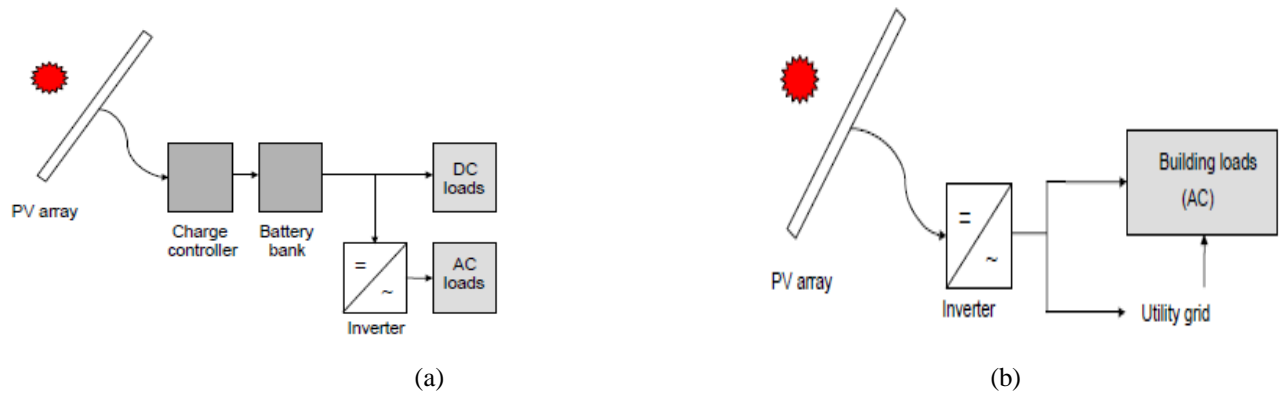 PV array
Charge
controller
Battery
bank
DC
loads
=
~
Inverter
AC
loads
(a)
PV array
=
~
Inverter
Building loads
(AC)
Utility grid
(b)